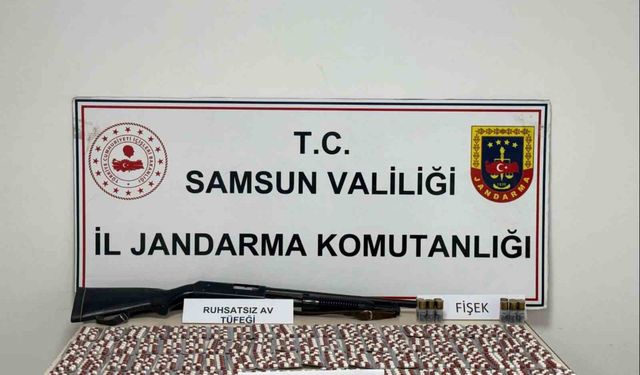 T.C.
SAMSUN VALİLİĞİ
İL JANDARMA KOMUTANLIĞI
JANDARMA
RUHSATSIZ AV
TÜFEĞİ
FİŞEK